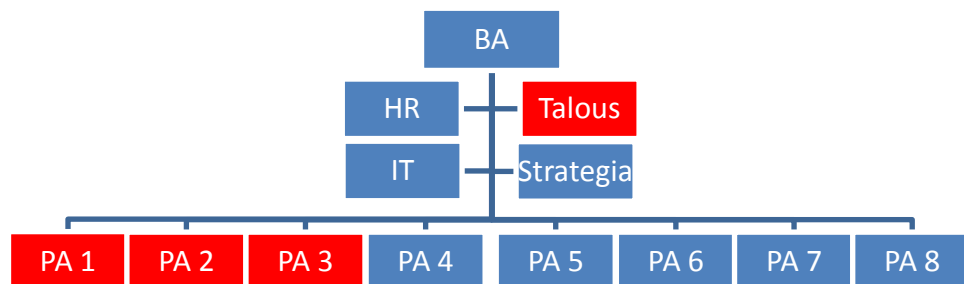 BA
HR
Talous
IT
Strategia
PA 1
PA 2
PA 3
PA 4
PA 5
PA 6
PA 7
PA 8